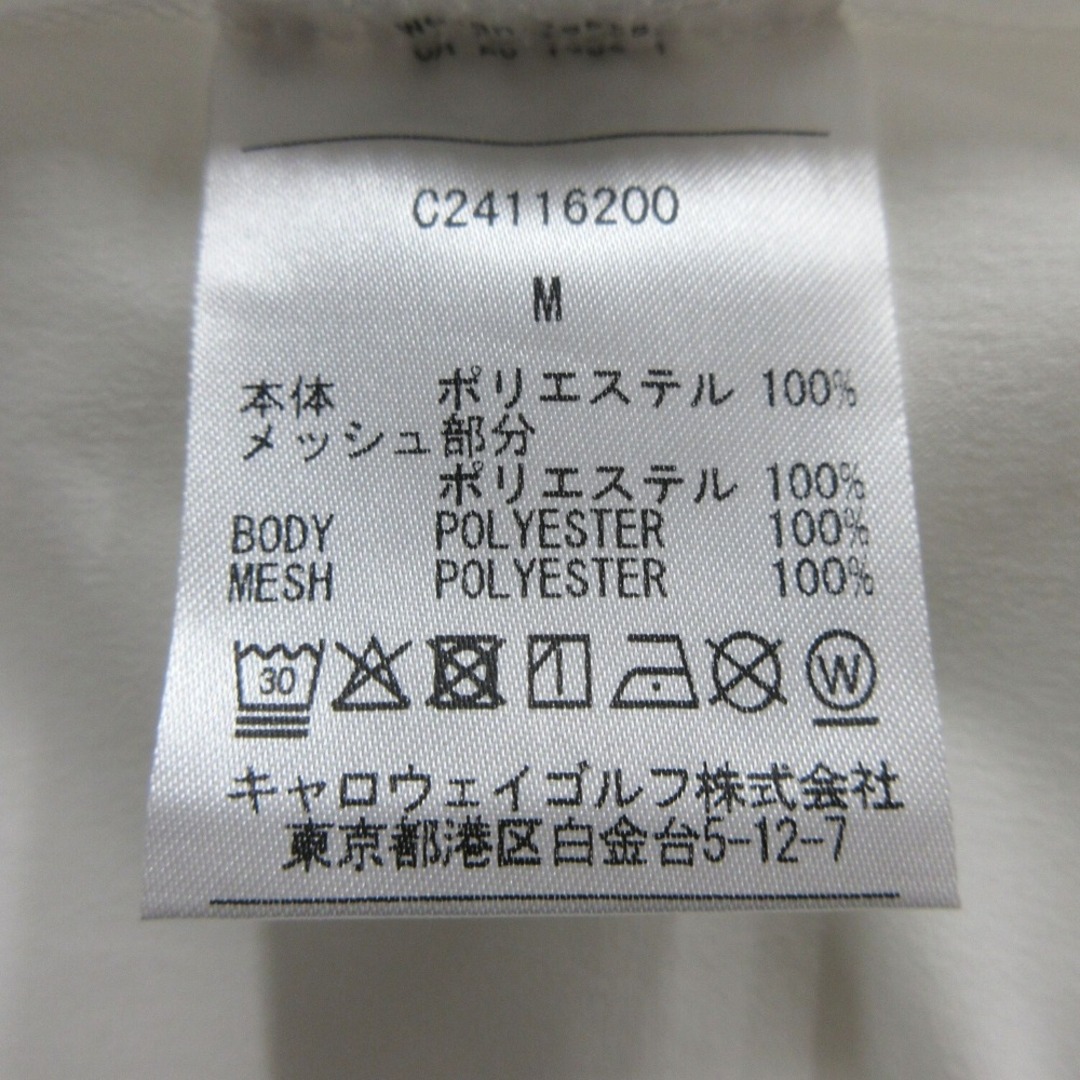 C24116200
M
本体 ポリエステル 100%
メッシュ部分
ポリエステル 100%
BODY POLYESTER 100%
MESH POLYESTER 100%
30 W
キャロウェイゴルフ株式会社
東京都港区白金台5-12-7